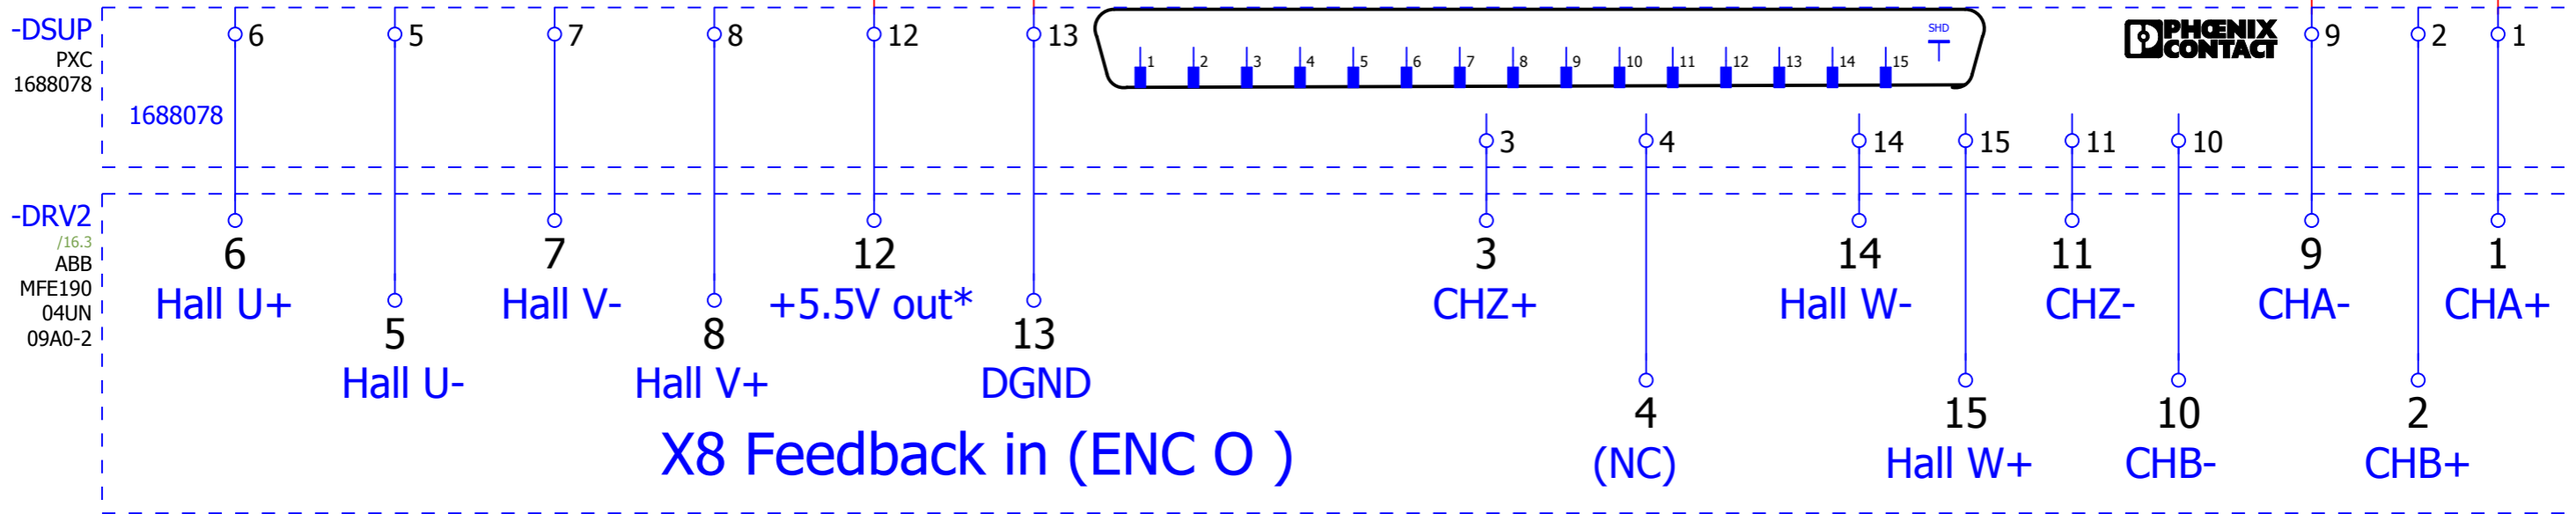 -DSUP
PXC
1688078
1688078
6
5
7
8
12
13
1
2
3
4
5
6
7
8
9
10
11
12
13
14
15
SHD
PHŒNIX
CONTACT
9
2
1
3
4
14
15
11
10
-DRV2
/16.3
ABB
MFE190
04UN
09A0-2
6
Hall U+
5
Hall U-
7
Hall V-
8
Hall V+
12
+5.5V out*
13
DGND
3
CHZ+
4
(NC)
14
Hall W-
15
Hall W+
11
CHZ-
10
CHB-
9
CHA-
2
CHB+
1
CHA+
X8 Feedback in (ENC O )